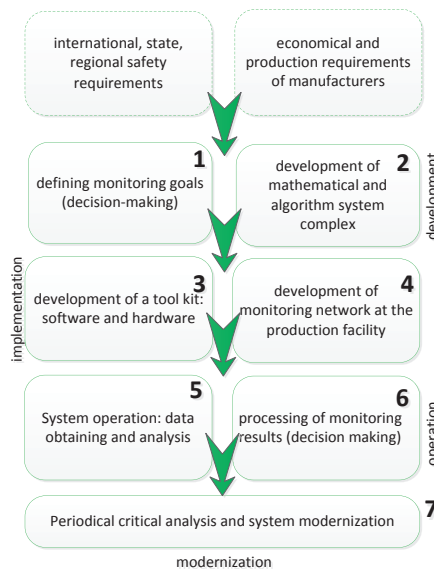 international, state,
regional safety
requirements
economical and
production requirements
of manufacturers
1
defining monitoring goals
(decision-making)
2
development of
mathematical and
algorithm system
complex
development
3
development of a tool kit:
software and hardware
4
development of
monitoring network at the
production facility
implementation
5
System operation: data
obtaining and analysis
6
processing of monitoring
results (decision making)
operation
7
Periodical critical analysis and system modernization
modernization